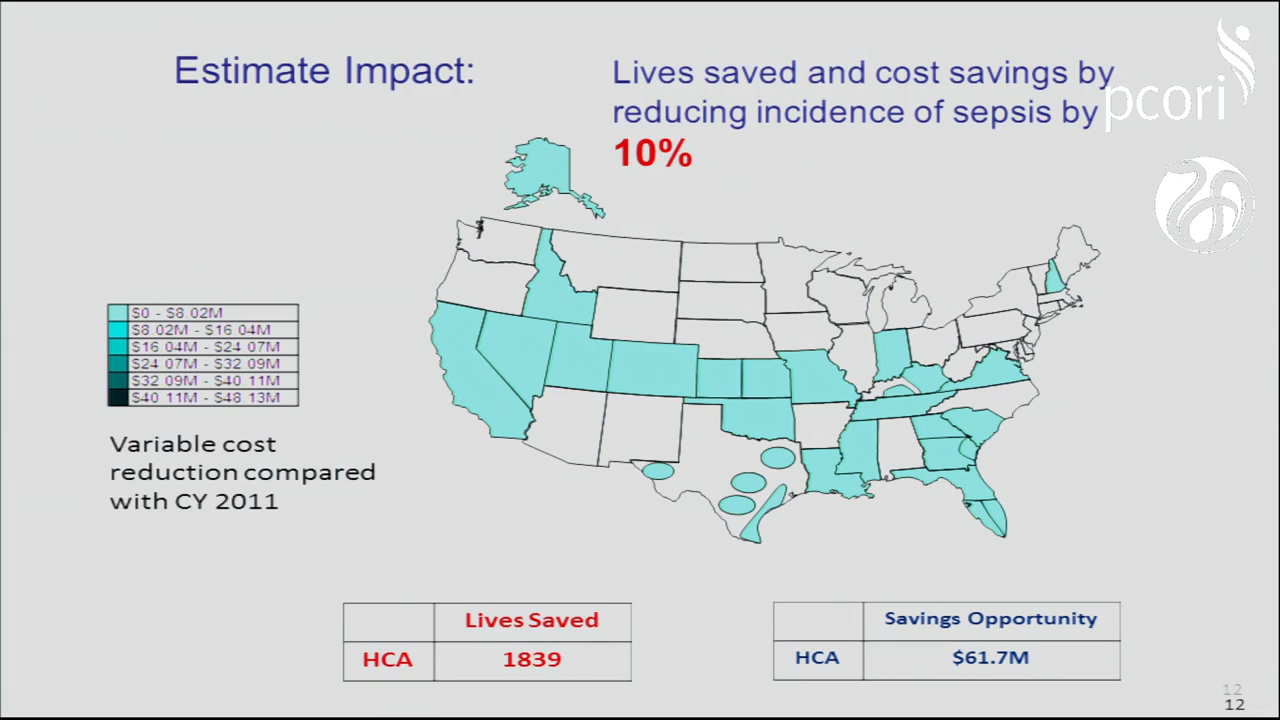 Estimate Impact:
Lives saved and cost savings by
reducing incidence of sepsis by
10%
pcori
$0 - $8 02M
$8 02M - $16 04M
$16 04M - $24 07M
$24 07M - $32 09M
$32 09M - $40 11M
$40 11M - $48 13M
Variable cost
reduction compared
with CY 2011
Lives Saved
HCA 1839
Savings Opportunity
HCA $61.7M
12
12